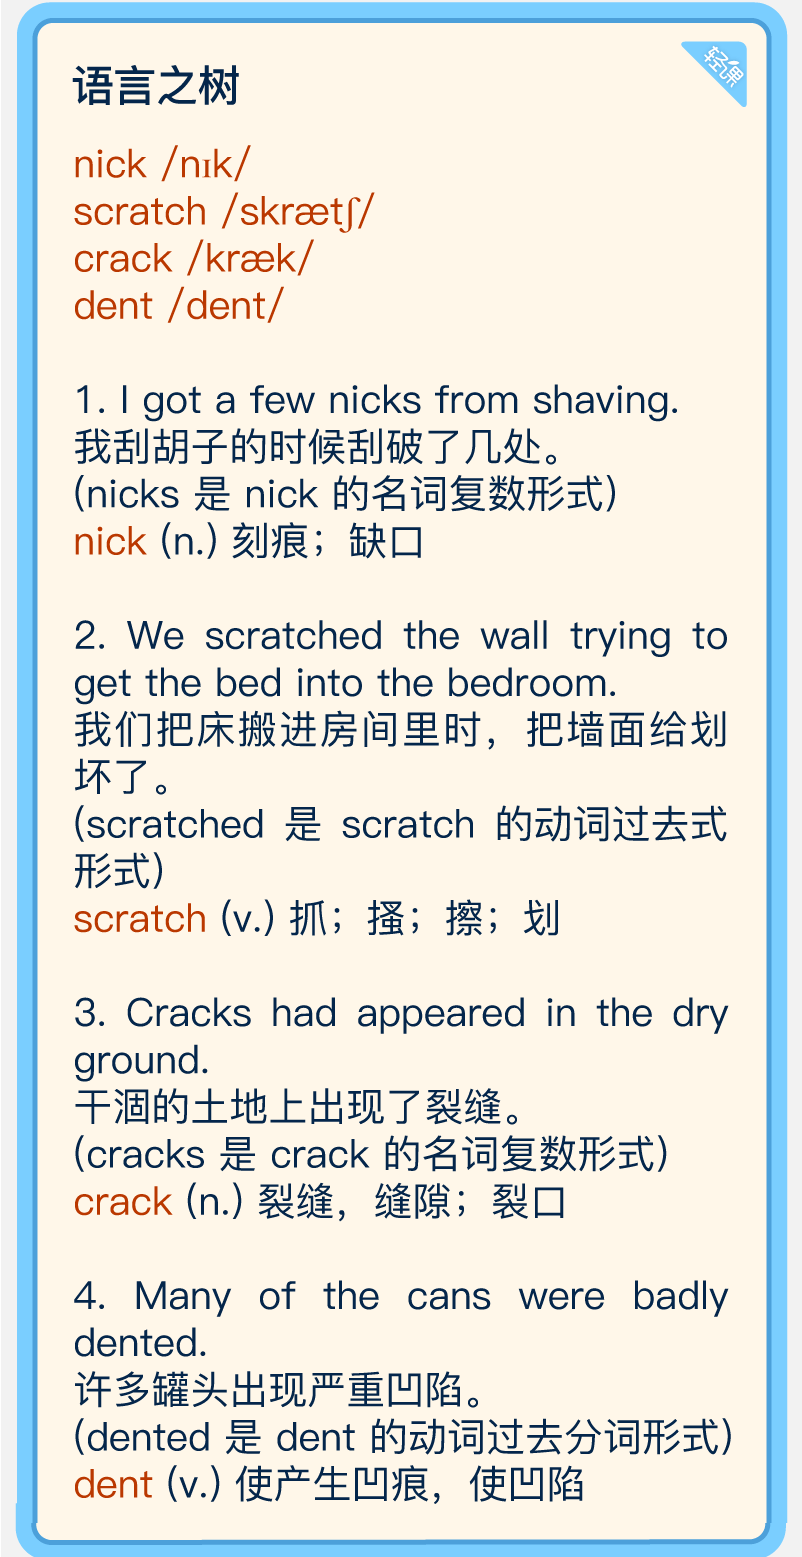 语言之树
轻课
nick /nɪk/
scratch /skrætʃ/
crack /kræk/
dent /dent/
1. I got a few nicks from shaving.
我刮胡子的时候刮破了几处。
(nicks 是 nick 的名词复数形式)
nick (n.) 刻痕；缺口
2. We scratched the wall trying to
get the bed into the bedroom.
我们把床搬进房间里时，把墙面给划
坏了。
(scratched 是 scratch 的动词过去式
形式)
scratch (v.) 抓；搔；擦；划
3. Cracks had appeared in the dry
ground.
干涸的土地上出现了裂缝。
(cracks 是 crack 的名词复数形式)
crack (n.) 裂缝，缝隙；裂口
4. Many of the cans were badly
dented.
许多罐头出现严重凹陷。
(dented 是 dent 的动词过去分词形式)
dent (v.) 使产生凹痕，使凹陷